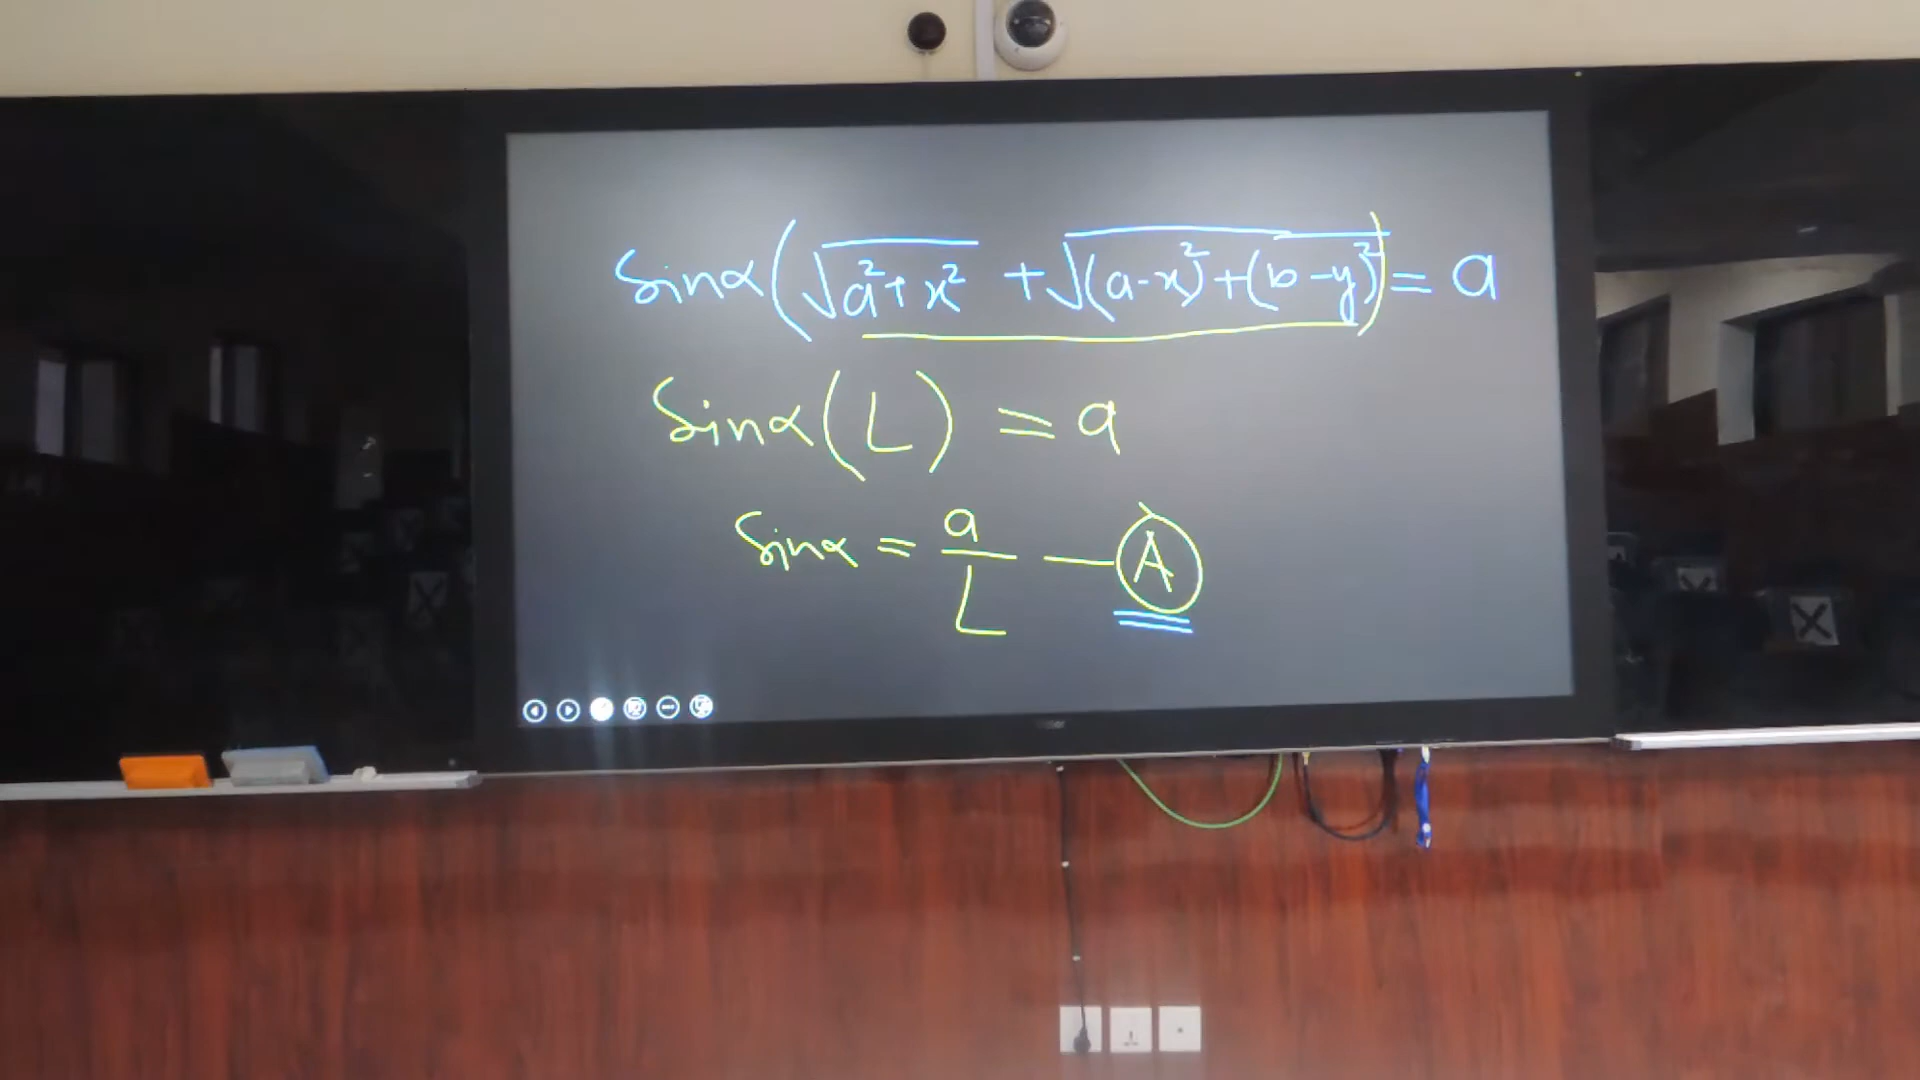 Sinα(√a²+x² + √(a-x)²+(b-y)²) = a
Sinα(L) = a
Sinα = a/L — A